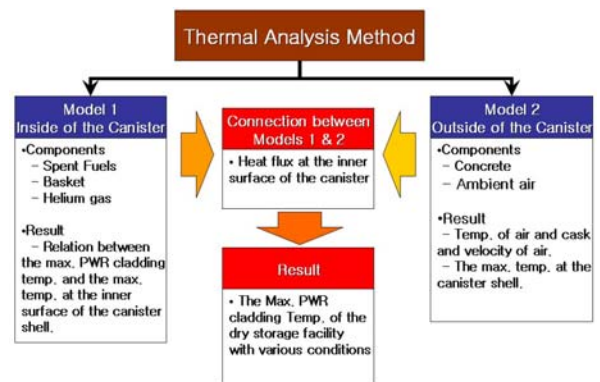 Thermal Analysis Method
Model 1
Inside of the Canister
•Components
– Spent Fuels
– Basket
– Helium gas
•Result
– Relation between
the max. PWR cladding
temp. and the max.
temp. at the inner
surface of the canister
shell.
Connection between
Models 1 & 2
• Heat flux at the inner
surface of the canister
Result
• The Max. PWR
cladding Temp. of the
dry storage facility
with various conditions
Model 2
Outside of the Canister
•Components
– Concrete
– Ambient air
•Result
– Temp. of air and cask
and velocity of air.
– The max. temp. at the
canister shell.